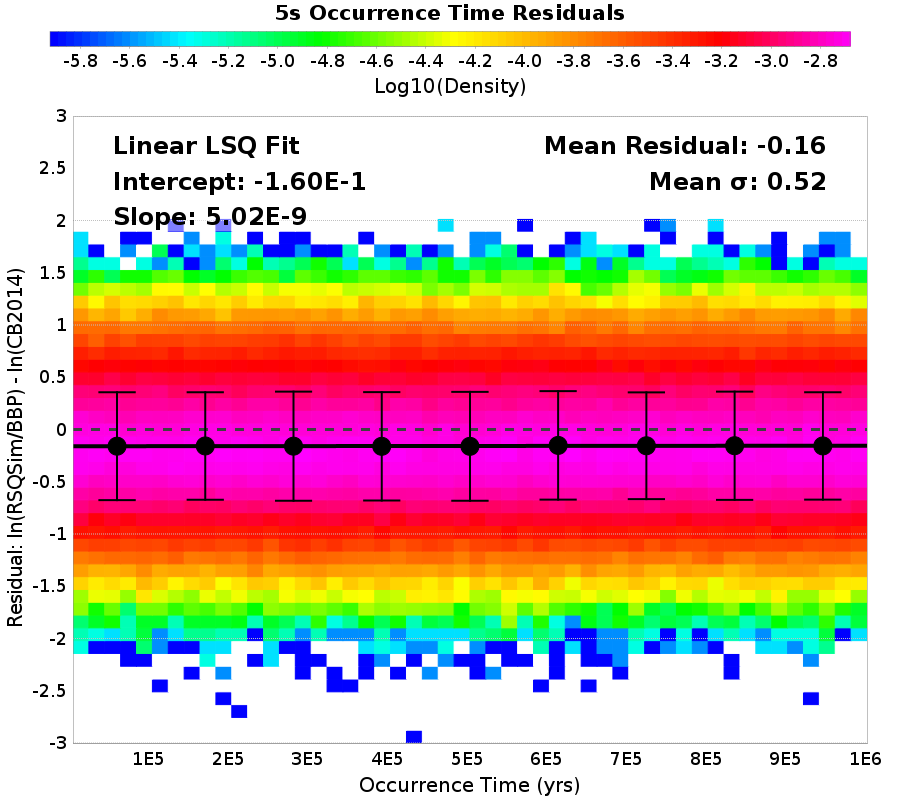 5s Occurrence Time Residuals
-5.8 -5.6 -5.4 -5.2 -5.0 -4.8 -4.6 -4.4 -4.2 -4.0 -3.8 -3.6 -3.4 -3.2 -3.0 -2.8
Log10(Density)
Linear LSQ Fit
Intercept: -1.60E-1
Slope: 5.02E-9
Mean Residual: -0.16
Mean σ: 0.52
Residual: ln(RSQSim/BBP) - ln(CB2014)
3
2.5
2
1.5
1
0.5
0
-0.5
-1
-1.5
-2
-2.5
-3
1E5 2E5 3E5 4E5 5E5 6E5 7E5 8E5 9E5 1E6
Occurrence Time (yrs)